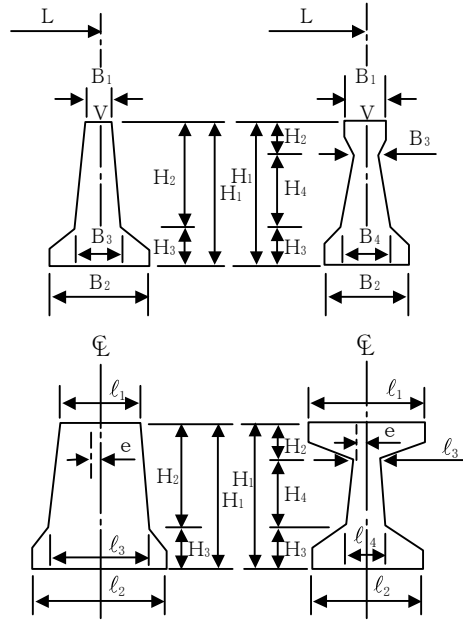 L L
B₁ B₁
V V
H₂ H₁ H₁ H₂ B₃
H₄
B₃ H₃ H₃ B₄
B₂ B₂
℄ ℄
ℓ₁ ℓ₁
e H₂ H₁ H₁ H₂ e ℓ₃
H₄
ℓ₃ H₃ H₃ ℓ₄
ℓ₂ ℓ₂